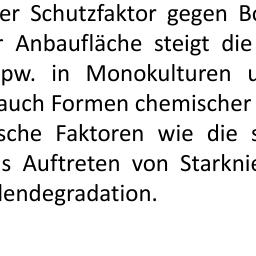 er Schutzfaktor gegen Bo
r Anbaufläche steigt die
pw. in Monokulturen u
auch Formen chemischer
sche Faktoren wie die s
s Auftreten von Starknie
lendegradation.